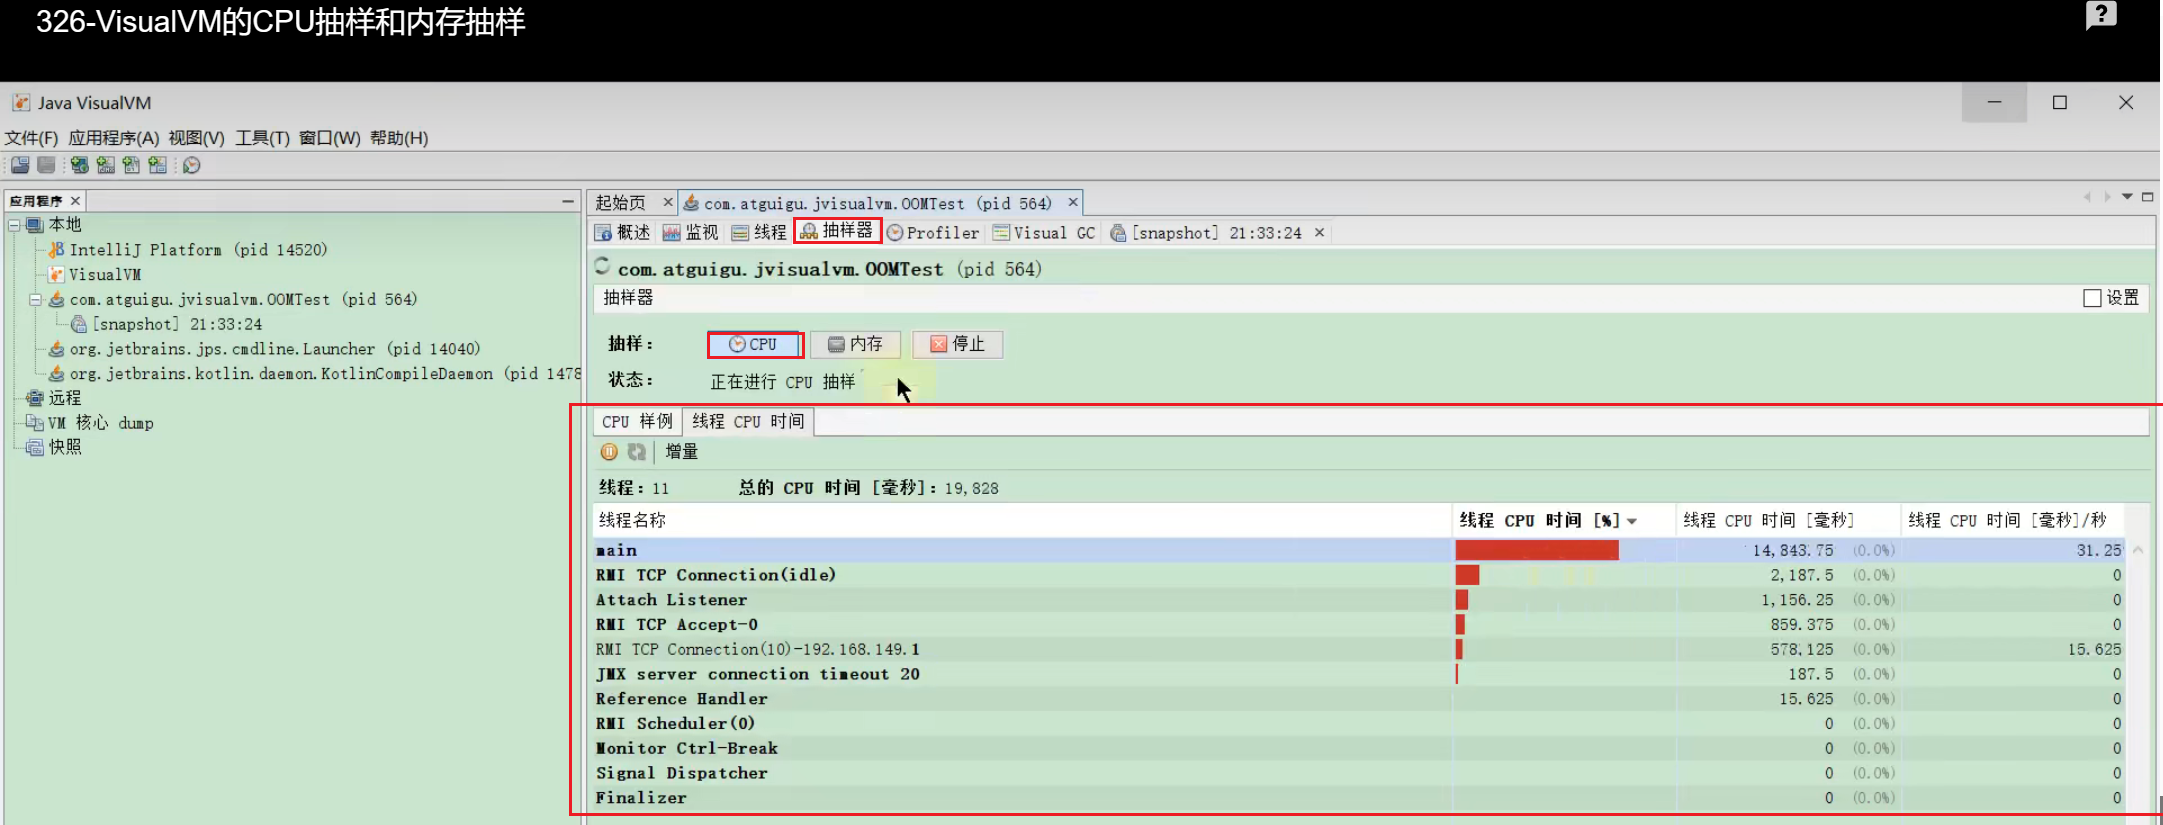 326-VisualVM的CPU抽样和内存抽样
Java VisualVM
文件(F) 应用程序(A) 视图(V) 工具(T) 窗口(W) 帮助(H)
应用程序
本地
IntelliJ Platform (pid 14520)
VisualVM
com.atguigu.jvisualvm.OOMTest (pid 564)
[snapshot] 21:33:24
org.jetbrains.jps.cmdline.Launcher (pid 14040)
org.jetbrains.kotlin.daemon.KotlinCompileDaemon (pid 1478
远程
VM 核心 dump
快照
起始页 com.atguigu.jvisualvm.OOMTest (pid 564)
概述 监视 线程 抽样器 Profiler Visual GC [snapshot] 21:33:24
com.atguigu.jvisualvm.OOMTest (pid 564)
抽样器 设置
抽样： CPU 内存 停止
状态： 正在进行 CPU 抽样
CPU 样例 线程 CPU 时间
增量
线程：11 总的 CPU 时间 [毫秒]：19,828
线程名称 线程 CPU 时间 [%] 线程 CPU 时间 [毫秒] 线程 CPU 时间 [毫秒]/秒
main 14,843.75 (0.0%) 31.25
RMI TCP Connection(idle) 2,187.5 (0.0%) 0
Attach Listener 1,156.25 (0.0%) 0
RMI TCP Accept-0 859.375 (0.0%) 0
RMI TCP Connection(10)-192.168.149.1 578,125 (0.0%) 15.625
JMX server connection timeout 20 187.5 (0.0%) 0
Reference Handler 15.625 (0.0%) 0
RMI Scheduler(0) 0 (0.0%) 0
Monitor Ctrl-Break 0 (0.0%) 0
Signal Dispatcher 0 (0.0%) 0
Finalizer 0 (0.0%) 0